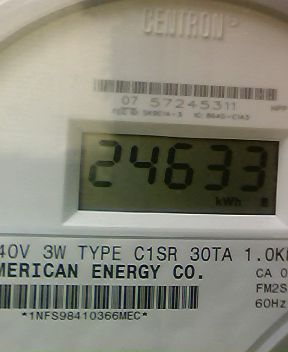 CENTRON
07 57245311
24633
kWh
40V 3W TYPE C1SR 30TA 1.0K
MERICAN ENERGY CO.
CA 0
FM2S
60Hz
*1NFS98410366MEC*